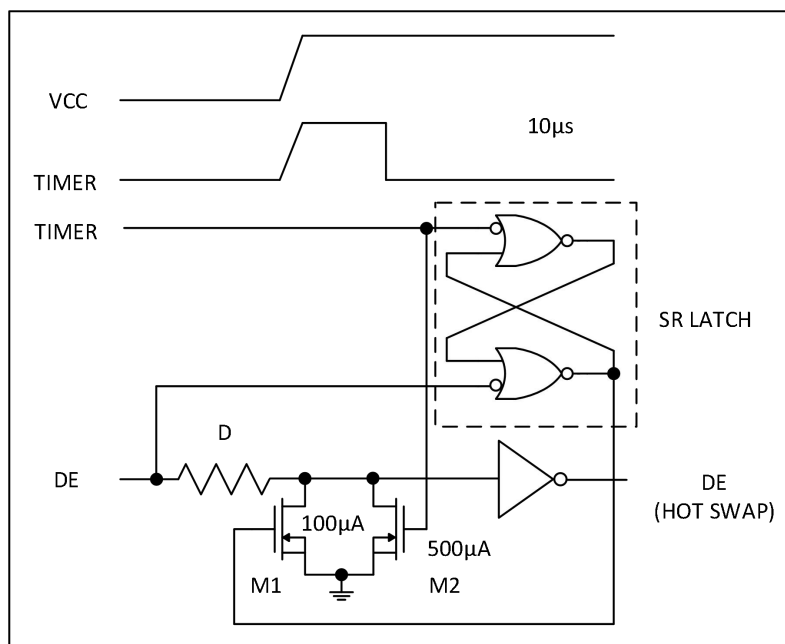 VCC
10µs
TIMER
TIMER
SR LATCH
D
DE
DE
(HOT SWAP)
100µA
500µA
M1
M2